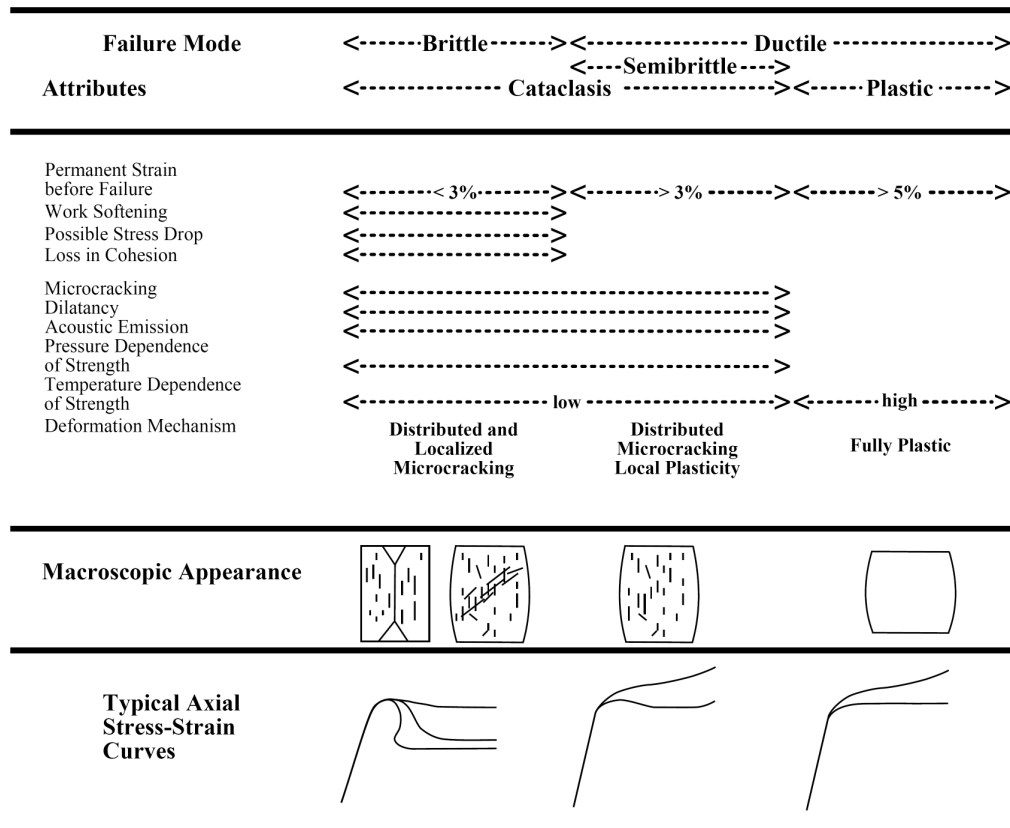 Failure Mode Brittle Ductile
Semibrittle
Attributes Cataclasis Plastic
Permanent Strain
before Failure < 3% > 3% > 5%
Work Softening
Possible Stress Drop
Loss in Cohesion
Microcracking
Dilatancy
Acoustic Emission
Pressure Dependence
of Strength
Temperature Dependence
of Strength low high
Deformation Mechanism
Distributed and
Localized
Microcracking
Distributed
Microcracking
Local Plasticity
Fully Plastic
Macroscopic Appearance
Typical Axial
Stress-Strain
Curves